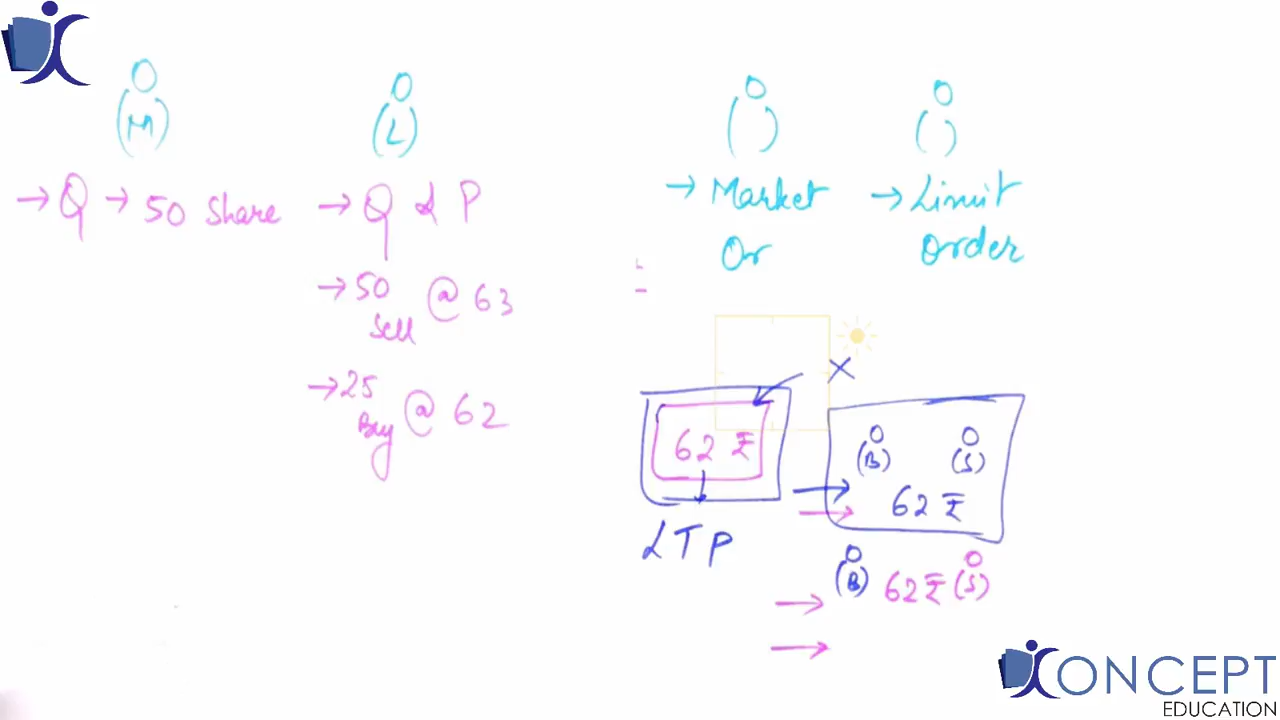 (M)
(L)
→ Q → 50 Share
→ Q & P
→ 50 Sell @ 63
→ 25 Buy @ 62
→ Market Or
→ Limit Order
62 ₹
LTP
X
(B) (S)
62 ₹
(B) 62 ₹ (S)
CONCEPT
EDUCATION